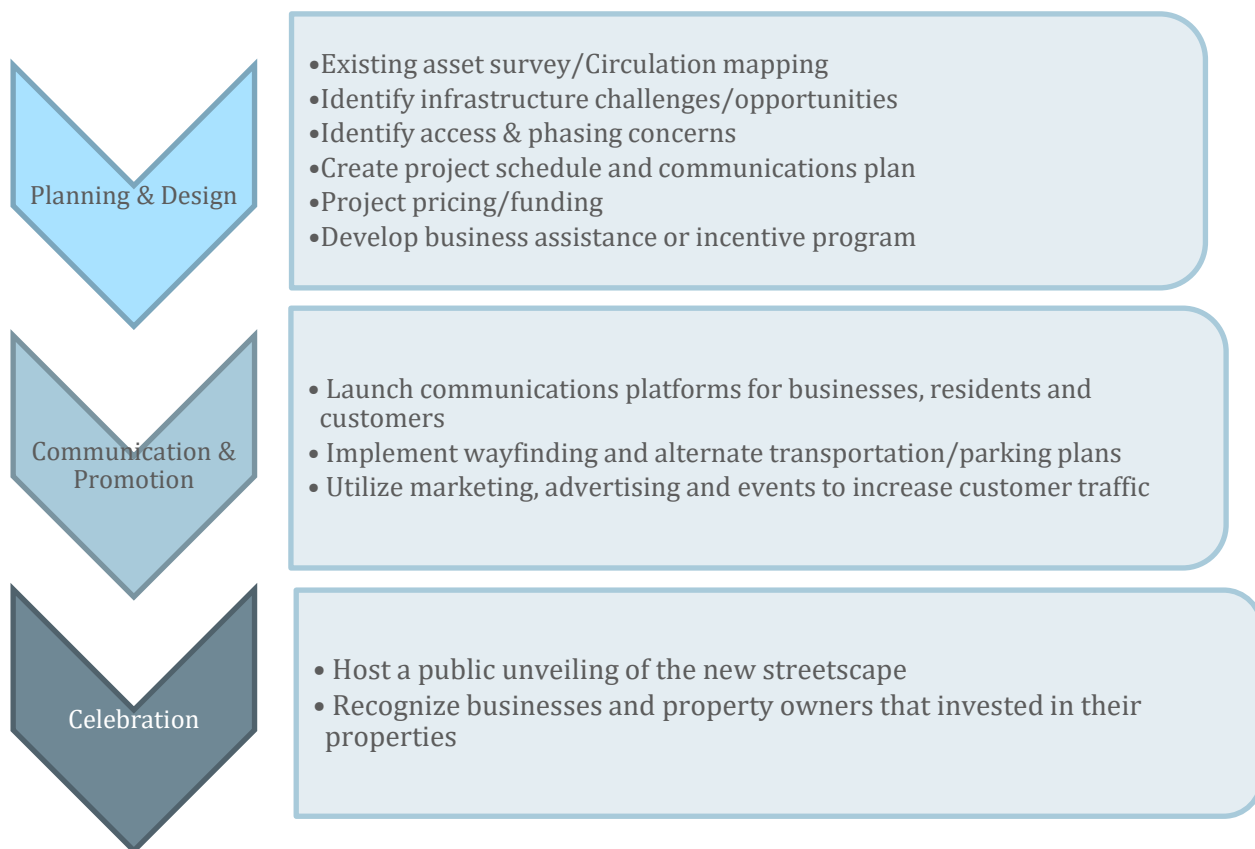 Planning & Design
•Existing asset survey/Circulation mapping
•Identify infrastructure challenges/opportunities
•Identify access & phasing concerns
•Create project schedule and communications plan
•Project pricing/funding
•Develop business assistance or incentive program
Communication &
Promotion
• Launch communications platforms for businesses, residents and
customers
• Implement wayfinding and alternate transportation/parking plans
• Utilize marketing, advertising and events to increase customer traffic
Celebration
• Host a public unveiling of the new streetscape
• Recognize businesses and property owners that invested in their
properties